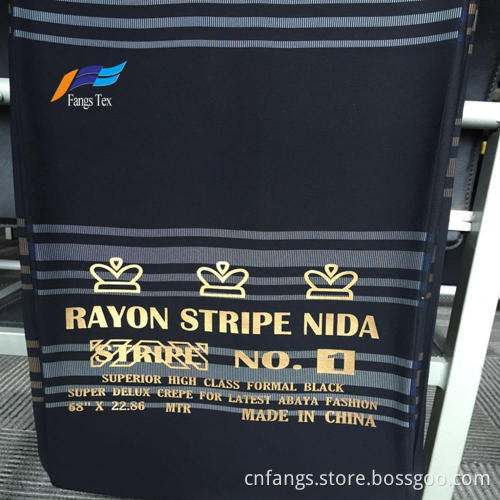 Fangs Tex
RAYON STRIPE NIDA
STRIPE NO. 1
SUPERIOR HIGH CLASS FORMAL BLACK
SUPER DELUX CREPE FOR LATEST ABAYA FASHION
68" X 22.86 MTR MADE IN CHINA
cnfangs.store.bossgoo.com